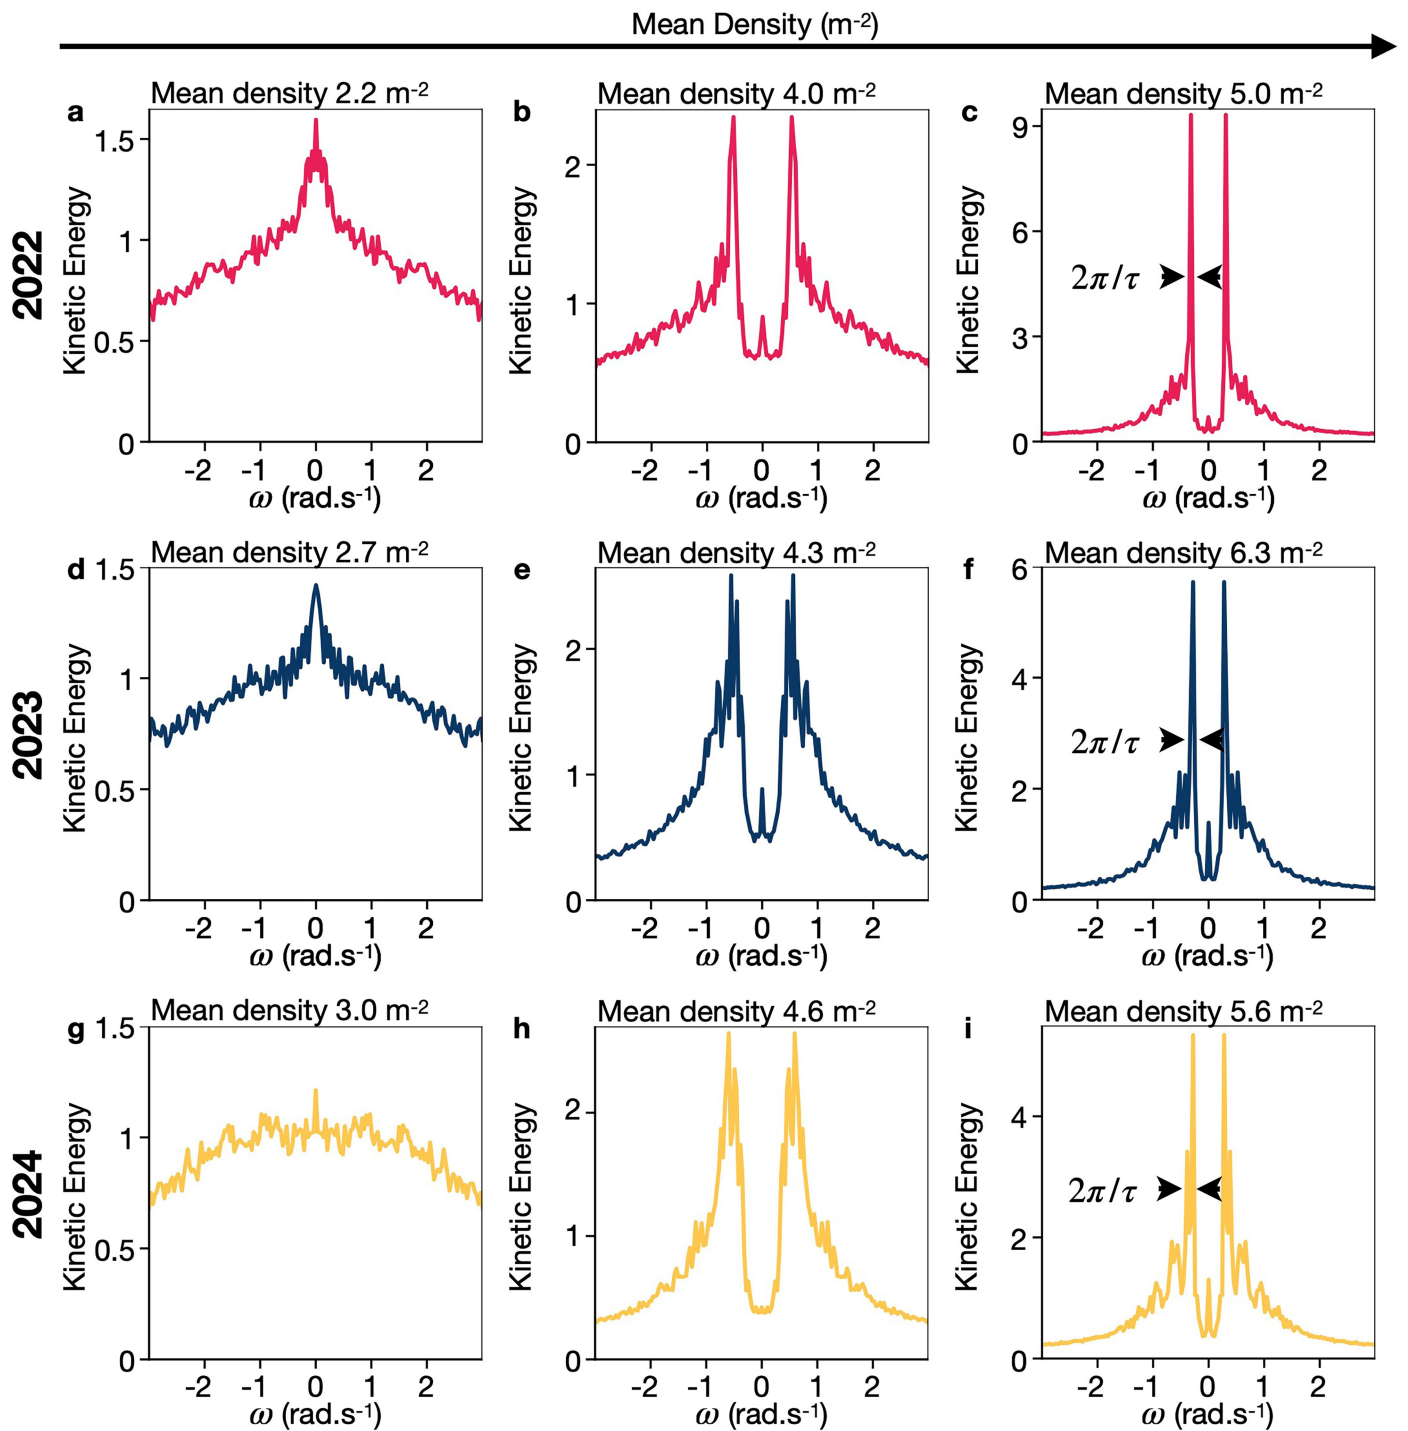 Mean Density (m-2)
2022
a
Mean density 2.2 m-2
Kinetic Energy
1.5
1
0.5
0
-2 -1 0 1 2
ω (rad.s-1)
b
Mean density 4.0 m-2
Kinetic Energy
2
1
0
-2 -1 0 1 2
ω (rad.s-1)
c
Mean density 5.0 m-2
Kinetic Energy
9
6
2π/τ
3
0
-2 -1 0 1 2
ω (rad.s-1)
2023
d
Mean density 2.7 m-2
Kinetic Energy
1.5
1
0.5
0
-2 -1 0 1 2
ω (rad.s-1)
e
Mean density 4.3 m-2
Kinetic Energy
2
1
0
-2 -1 0 1 2
ω (rad.s-1)
f
Mean density 6.3 m-2
Kinetic Energy
6
4
2π/τ
2
0
-2 -1 0 1 2
ω (rad.s-1)
2024
g
Mean density 3.0 m-2
Kinetic Energy
1.5
1
0.5
0
-2 -1 0 1 2
ω (rad.s-1)
h
Mean density 4.6 m-2
Kinetic Energy
2
1
0
-2 -1 0 1 2
ω (rad.s-1)
i
Mean density 5.6 m-2
Kinetic Energy
4
2π/τ
2
0
-2 -1 0 1 2
ω (rad.s-1)